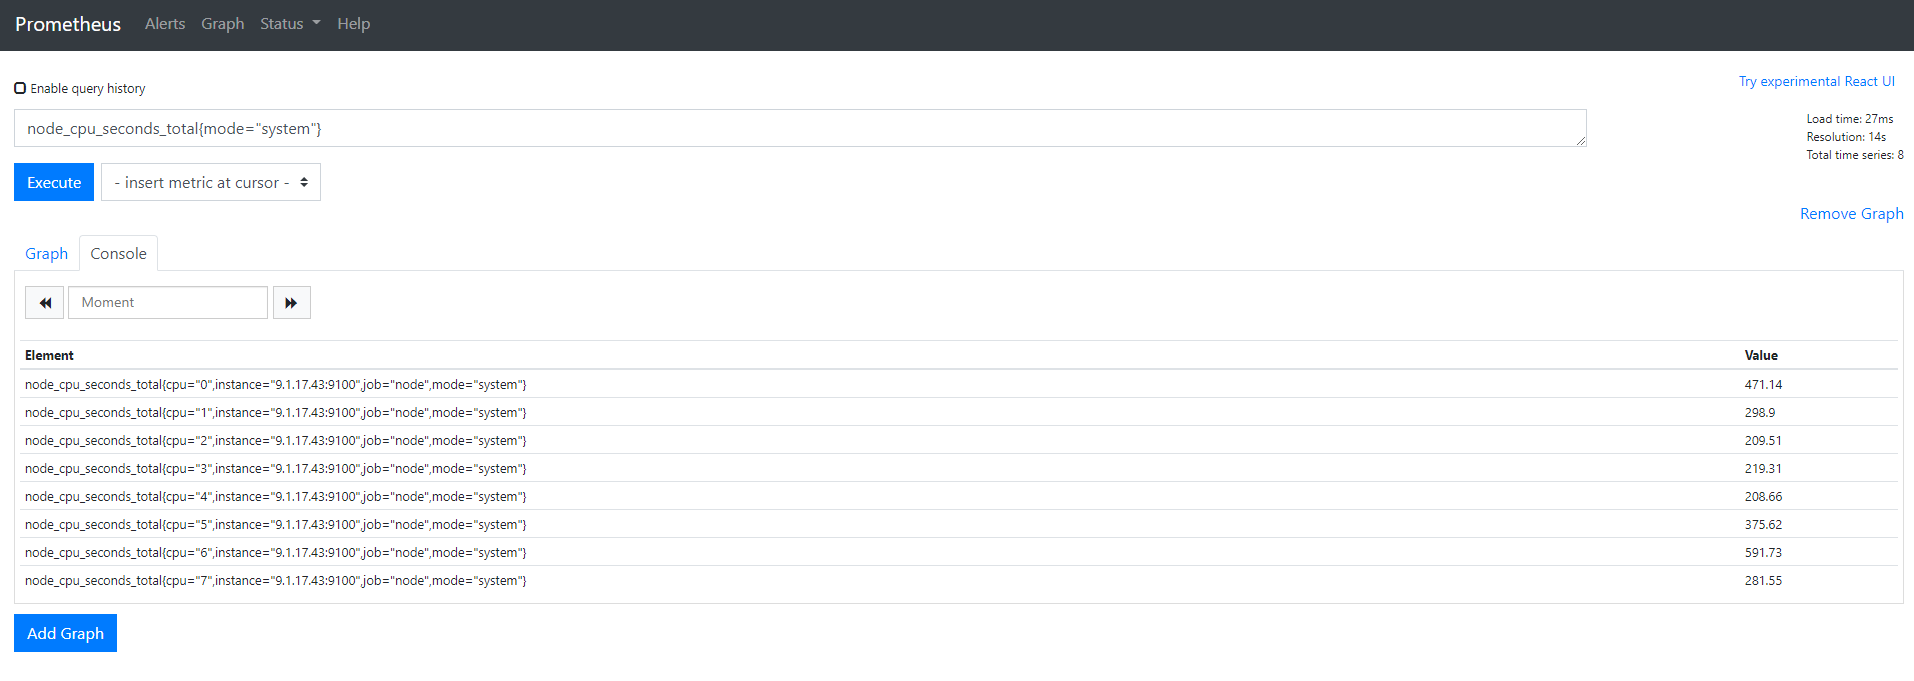 Prometheus Alerts Graph Status Help
Enable query history
Try experimental React UI
node_cpu_seconds_total{mode="system"}
Load time: 27ms
Resolution: 14s
Total time series: 8
Execute - insert metric at cursor -
Remove Graph
Graph Console
Moment
Element Value
node_cpu_seconds_total{cpu="0",instance="9.1.17.43:9100",job="node",mode="system"} 471.14
node_cpu_seconds_total{cpu="1",instance="9.1.17.43:9100",job="node",mode="system"} 298.9
node_cpu_seconds_total{cpu="2",instance="9.1.17.43:9100",job="node",mode="system"} 209.51
node_cpu_seconds_total{cpu="3",instance="9.1.17.43:9100",job="node",mode="system"} 219.31
node_cpu_seconds_total{cpu="4",instance="9.1.17.43:9100",job="node",mode="system"} 208.66
node_cpu_seconds_total{cpu="5",instance="9.1.17.43:9100",job="node",mode="system"} 375.62
node_cpu_seconds_total{cpu="6",instance="9.1.17.43:9100",job="node",mode="system"} 591.73
node_cpu_seconds_total{cpu="7",instance="9.1.17.43:9100",job="node",mode="system"} 281.55
Add Graph